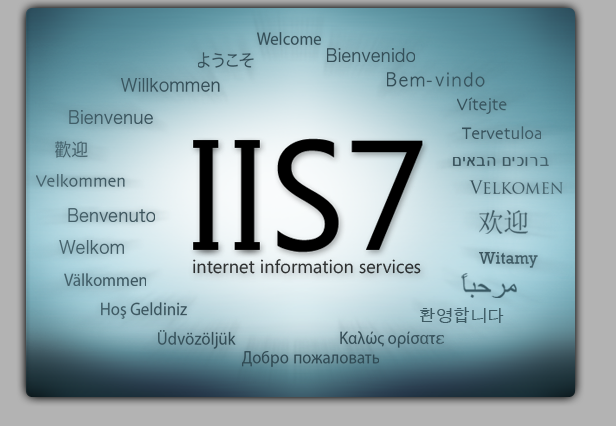 Welcome
Bienvenido
ようこそ
Bem-vindo
Willkommen
Vítejte
Bienvenue
Tervetuloa
歡迎
ברוכים הבאים
Velkommen
VELKOMEN
Benvenuto
欢迎
Welkom
Witamy
Välkommen
مرحباً
Hoş Geldiniz
환영합니다
Üdvözöljük
Καλώς ορίσατε
Добро пожаловать
IIS7
internet information services